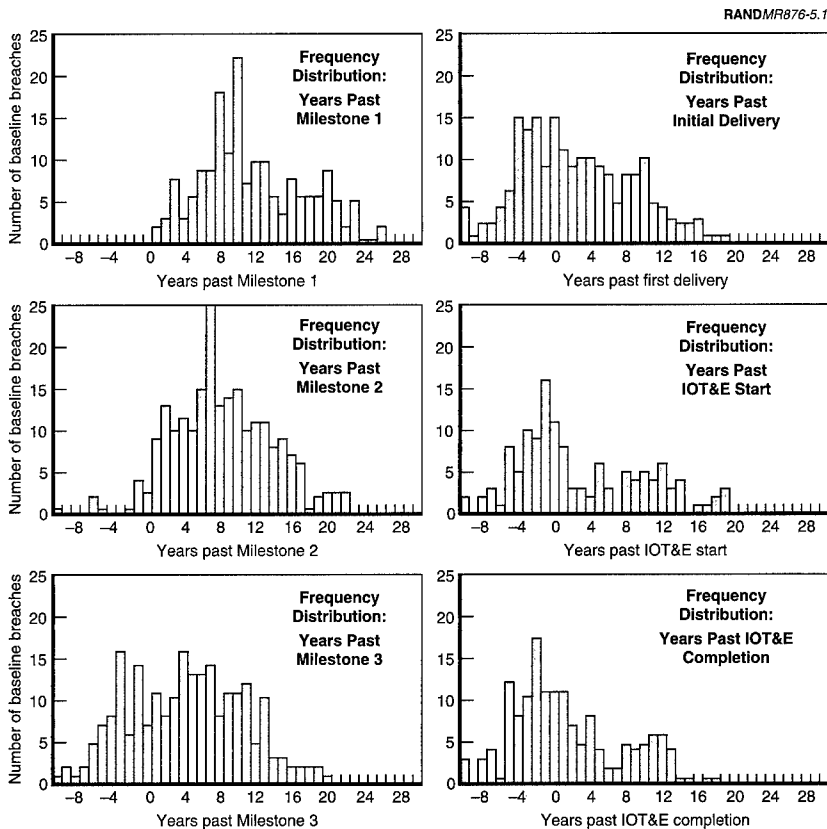 RANDMR876-5.1
25
20
15
10
5
0
Number of baseline breaches
Frequency
Distribution:
Years Past
Milestone 1
–8 –4 0 4 8 12 16 20 24 28
Years past Milestone 1
25
20
15
10
5
0
Frequency
Distribution:
Years Past
Initial Delivery
–8 –4 0 4 8 12 16 20 24 28
Years past first delivery
25
20
15
10
5
0
Number of baseline breaches
Frequency
Distribution:
Years Past
Milestone 2
–8 –4 0 4 8 12 16 20 24 28
Years past Milestone 2
25
20
15
10
5
0
Frequency
Distribution:
Years Past
IOT&E Start
–8 –4 0 4 8 12 16 20 24 28
Years past IOT&E start
25
20
15
10
5
0
Number of baseline breaches
Frequency
Distribution:
Years Past
Milestone 3
–8 –4 0 4 8 12 16 20 24 28
Years past Milestone 3
25
20
15
10
5
0
Frequency
Distribution:
Years Past IOT&E
Completion
–8 –4 0 4 8 12 16 20 24 28
Years past IOT&E completion